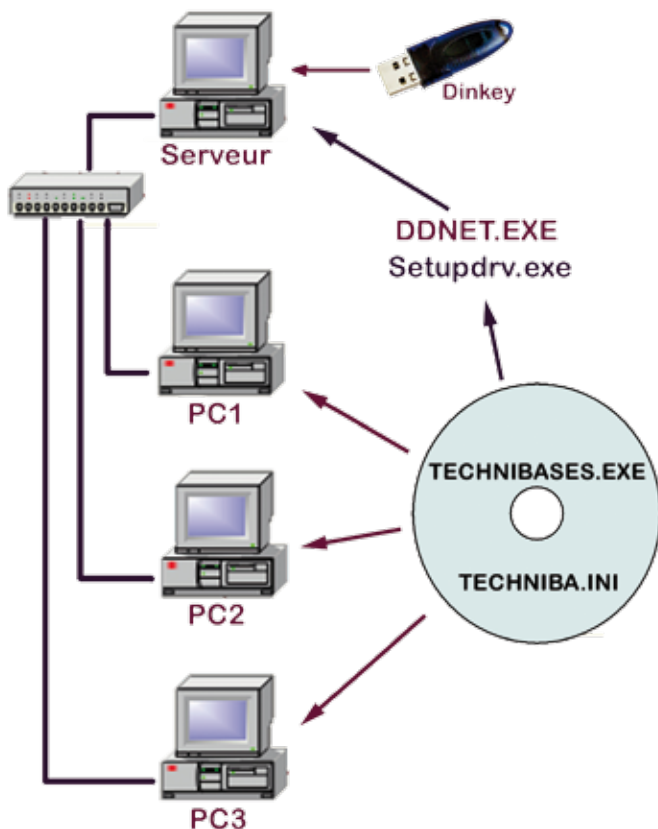 Dinkey
Serveur
DDNET.EXE
Setupdrv.exe
PC1
TECHNIBASES.EXE
TECHNIBA.INI
PC2
PC3